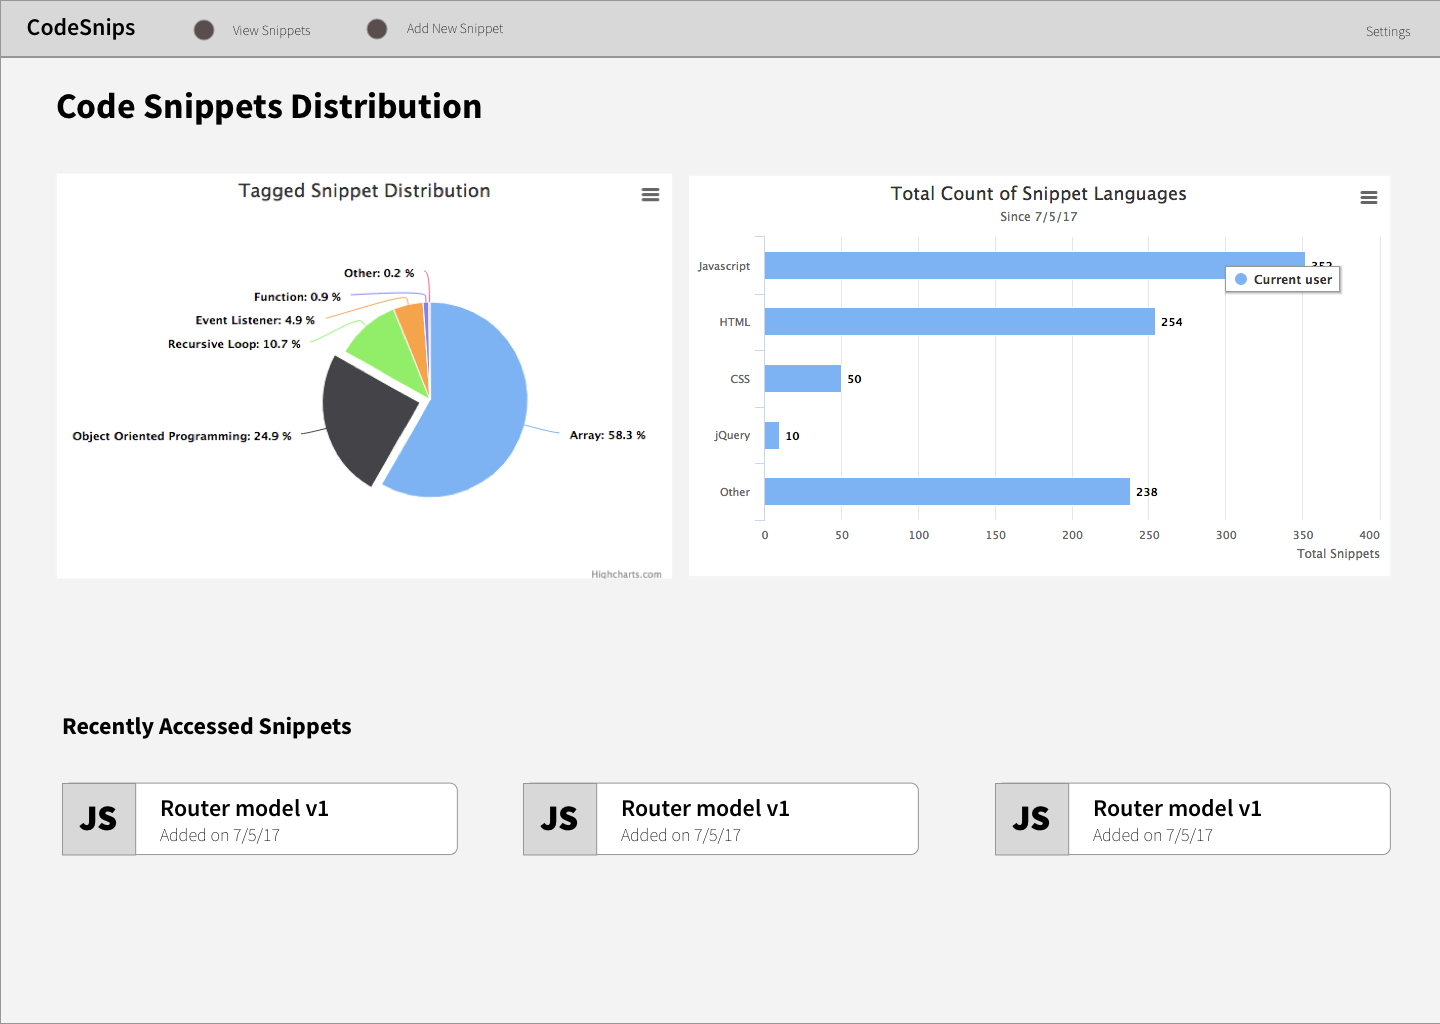 CodeSnips
View Snippets
Add New Snippet
Settings
Code Snippets Distribution
Tagged Snippet Distribution
Other: 0.2 %
Function: 0.9 %
Event Listener: 4.9 %
Recursive Loop: 10.7 %
Object Oriented Programming: 24.9 %
Array: 58.3 %
Highcharts.com
Total Count of Snippet Languages
Since 7/5/17
Javascript
352
Current user
HTML
254
CSS
50
jQuery
10
Other
238
0 50 100 150 200 250 300 350 400
Total Snippets
Recently Accessed Snippets
JS
Router model v1
Added on 7/5/17
JS
Router model v1
Added on 7/5/17
JS
Router model v1
Added on 7/5/17